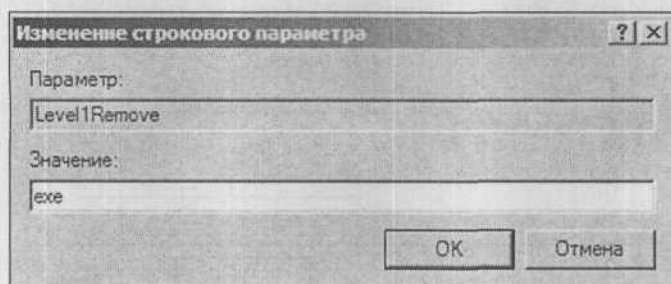 Изменение строкового параметра
Параметр:
Level1Remove
Значение:
exe
OK
Отмена